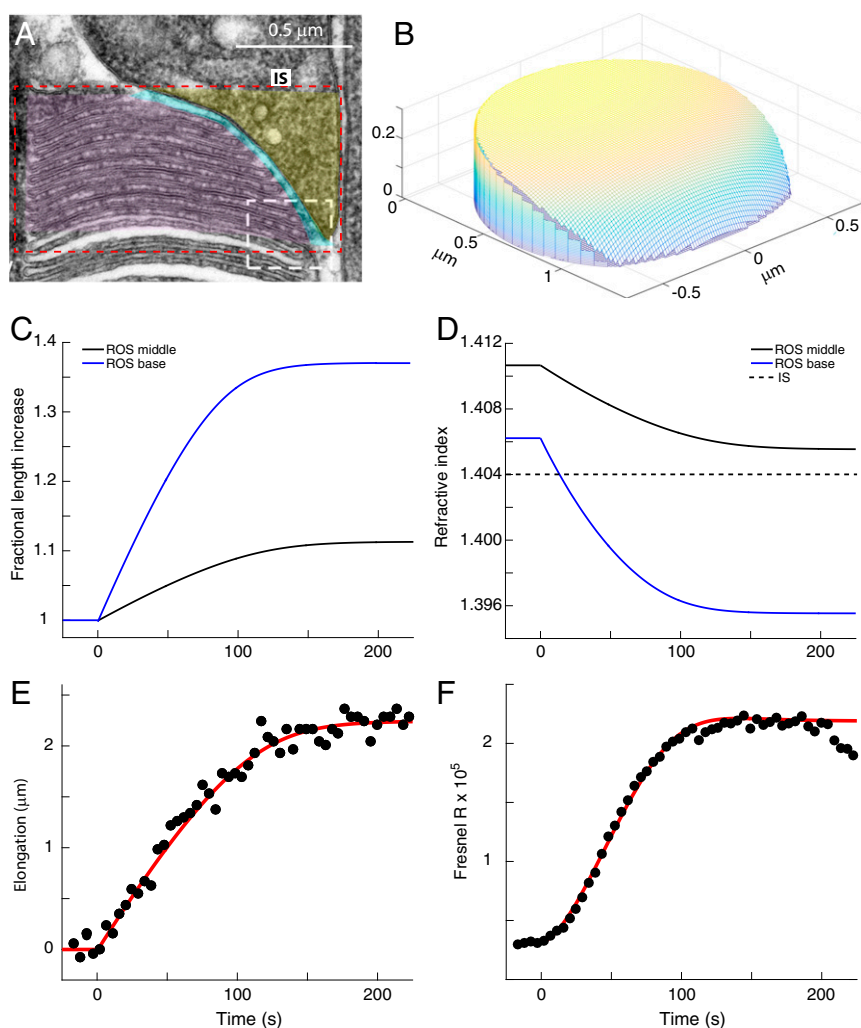 A
0.5 μm
IS
B
0.2
0
0
0.5
1
μm
-0.5
0
0.5
μm
C
1.4
1.3
1.2
1.1
1
Fractional length increase
ROS middle
ROS base
0
100
200
D
1.412
1.408
1.404
1.400
1.396
Refractive index
ROS middle
ROS base
IS
0
100
200
E
2
1
0
Elongation (μm)
0
100
200
Time (s)
F
2
1
Fresnel R x 10⁵
0
100
200
Time (s)